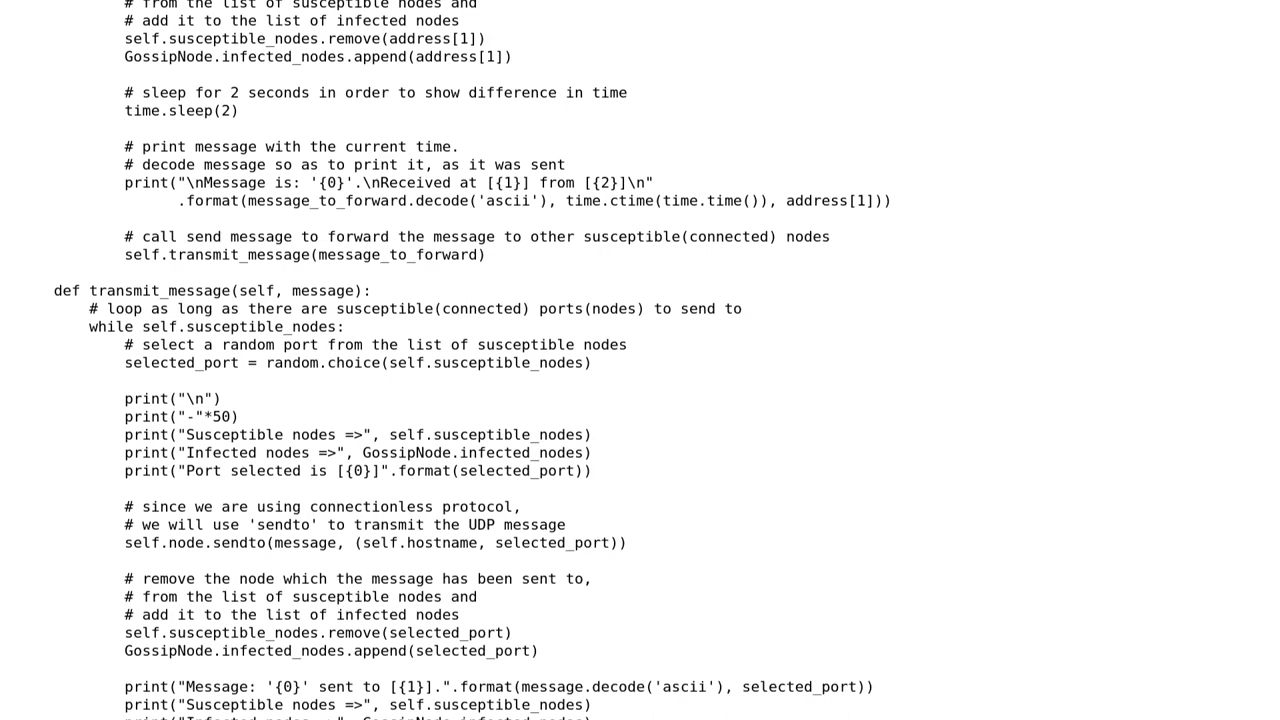 # from the list of susceptible nodes and
# add it to the list of infected nodes
self.susceptible_nodes.remove(address[1])
GossipNode.infected_nodes.append(address[1])
# sleep for 2 seconds in order to show difference in time
time.sleep(2)
# print message with the current time.
# decode message so as to print it, as it was sent
print("\nMessage is: '{0}'.\nReceived at [{1}] from [{2}]\n"
.format(message_to_forward.decode('ascii'), time.ctime(time.time()), address[1]))
# call send message to forward the message to other susceptible(connected) nodes
self.transmit_message(message_to_forward)
def transmit_message(self, message):
# loop as long as there are susceptible(connected) ports(nodes) to send to
while self.susceptible_nodes:
# select a random port from the list of susceptible nodes
selected_port = random.choice(self.susceptible_nodes)
print("\n")
print("-"*50)
print("Susceptible nodes =>", self.susceptible_nodes)
print("Infected nodes =>", GossipNode.infected_nodes)
print("Port selected is [{0}]".format(selected_port))
# since we are using connectionless protocol,
# we will use 'sendto' to transmit the UDP message
self.node.sendto(message, (self.hostname, selected_port))
# remove the node which the message has been sent to,
# from the list of susceptible nodes and
# add it to the list of infected nodes
self.susceptible_nodes.remove(selected_port)
GossipNode.infected_nodes.append(selected_port)
print("Message: '{0}' sent to [{1}].".format(message.decode('ascii'), selected_port))
print("Susceptible nodes =>", self.susceptible_nodes)
print("Infected nodes =>", GossipNode.infected_nodes)